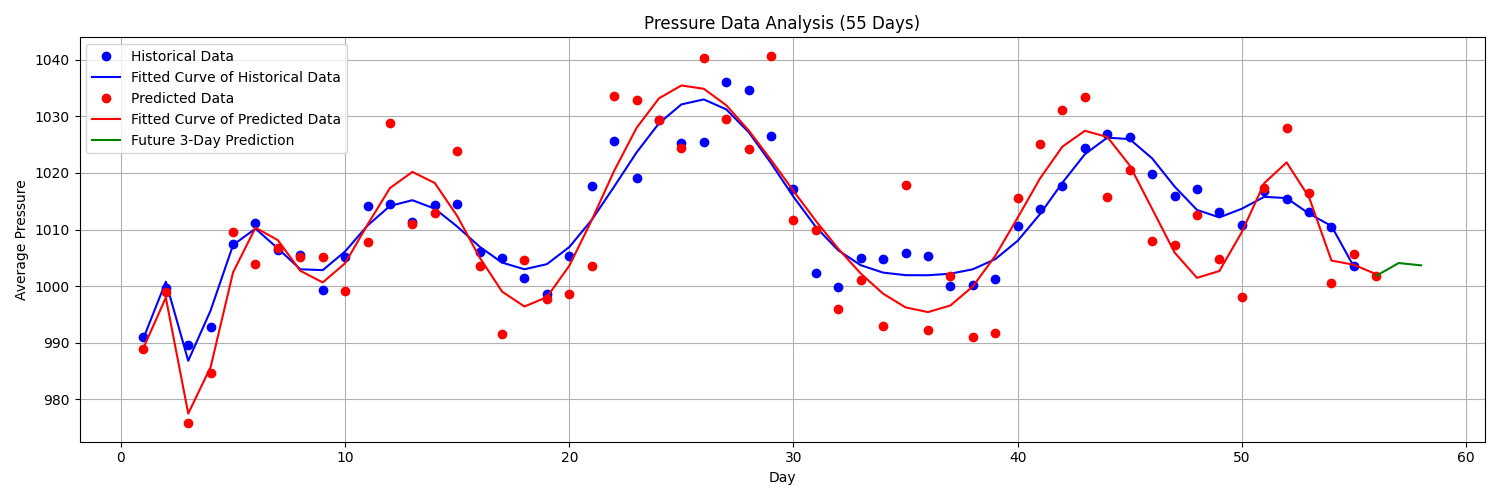 Pressure Data Analysis (55 Days)
Historical Data
Fitted Curve of Historical Data
Predicted Data
Fitted Curve of Predicted Data
Future 3-Day Prediction
Average Pressure
1040
1030
1020
1010
1000
990
980
0 10 20 30 40 50 60
Day